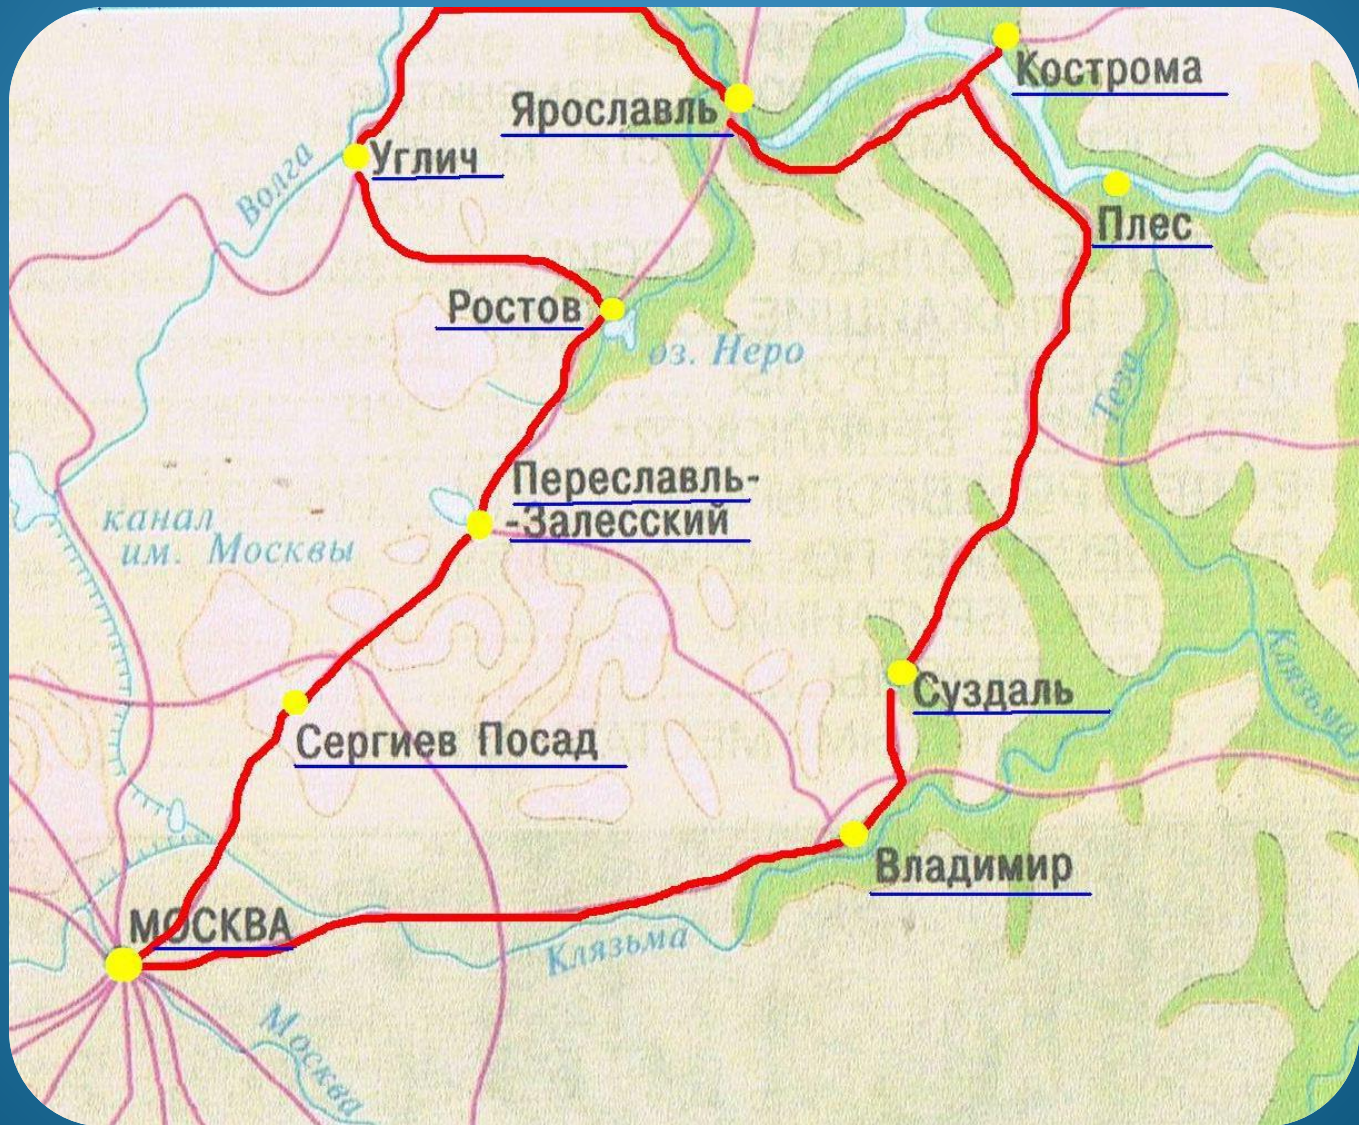 Кострома
Ярославль
Углич
Волга
Плес
Ростов
оз. Неро
Теза
Переславль-
-Залесский
канал
им. Москвы
Клязьма
Суздаль
Сергиев Посад
Владимир
МОСКВА
Клязьма
Москва